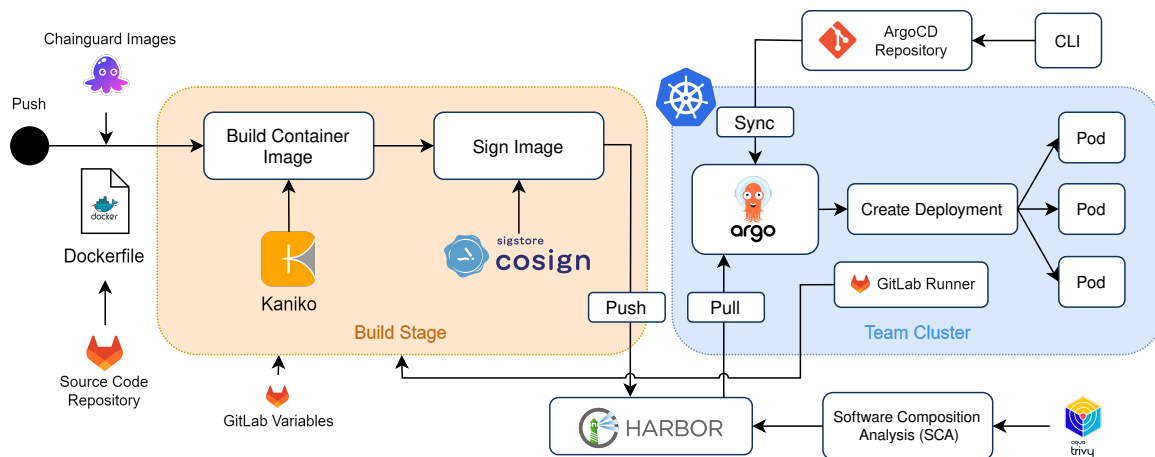 Chainguard Images
Push
Build Container
Image
Sign Image
docker
Dockerfile
Kaniko
sigstore
cosign
Build Stage
Source Code
Repository
GitLab Variables
Push
ArgoCD
Repository
CLI
Sync
argo
Create Deployment
Pod
Pod
Pod
GitLab Runner
Pull
Team Cluster
HARBOR
Software Composition
Analysis (SCA)
aqua
trivy